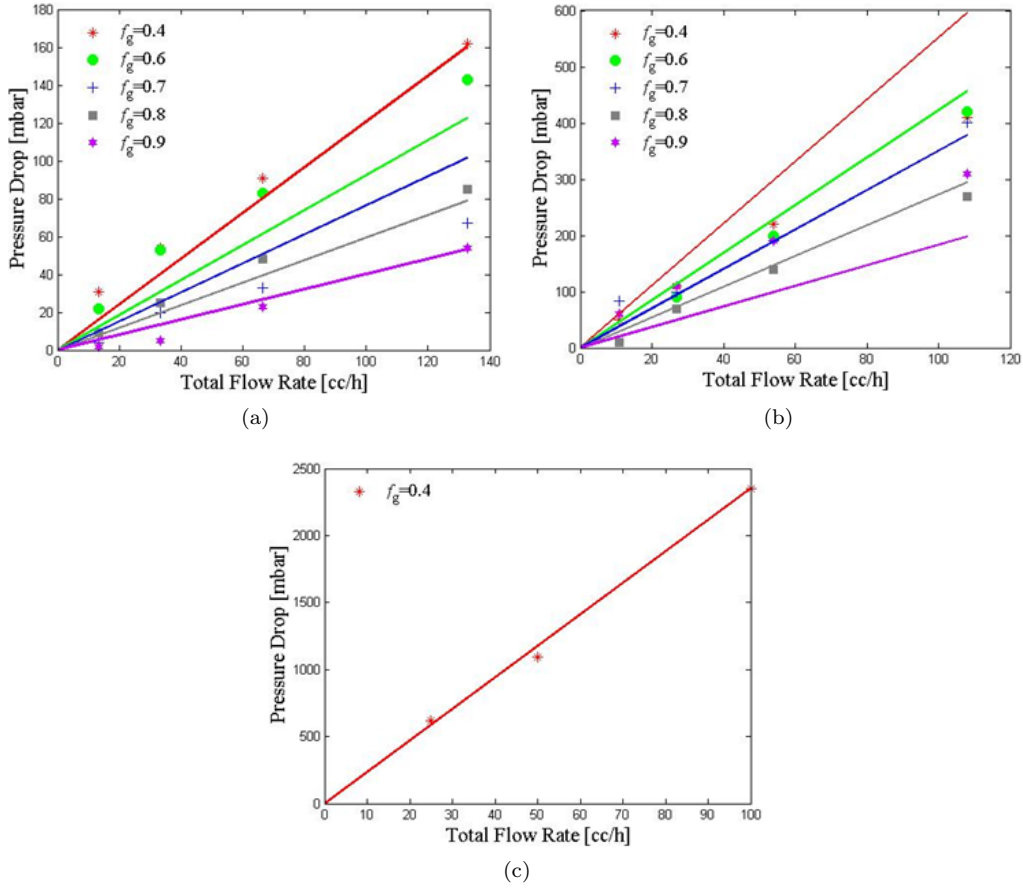 180
160
140
120
100
80
60
40
20
0
Pressure Drop [mbar]
fg=0.4
fg=0.6
fg=0.7
fg=0.8
fg=0.9
0 20 40 60 80 100 120 140
Total Flow Rate [cc/h]
(a)
600
500
400
300
200
100
0
Pressure Drop [mbar]
fg=0.4
fg=0.6
fg=0.7
fg=0.8
fg=0.9
0 20 40 60 80 100 120
Total Flow Rate [cc/h]
(b)
2500
2000
1500
1000
500
0
Pressure Drop [mbar]
fg=0.4
0 10 20 30 40 50 60 70 80 90 100
Total Flow Rate [cc/h]
(c)